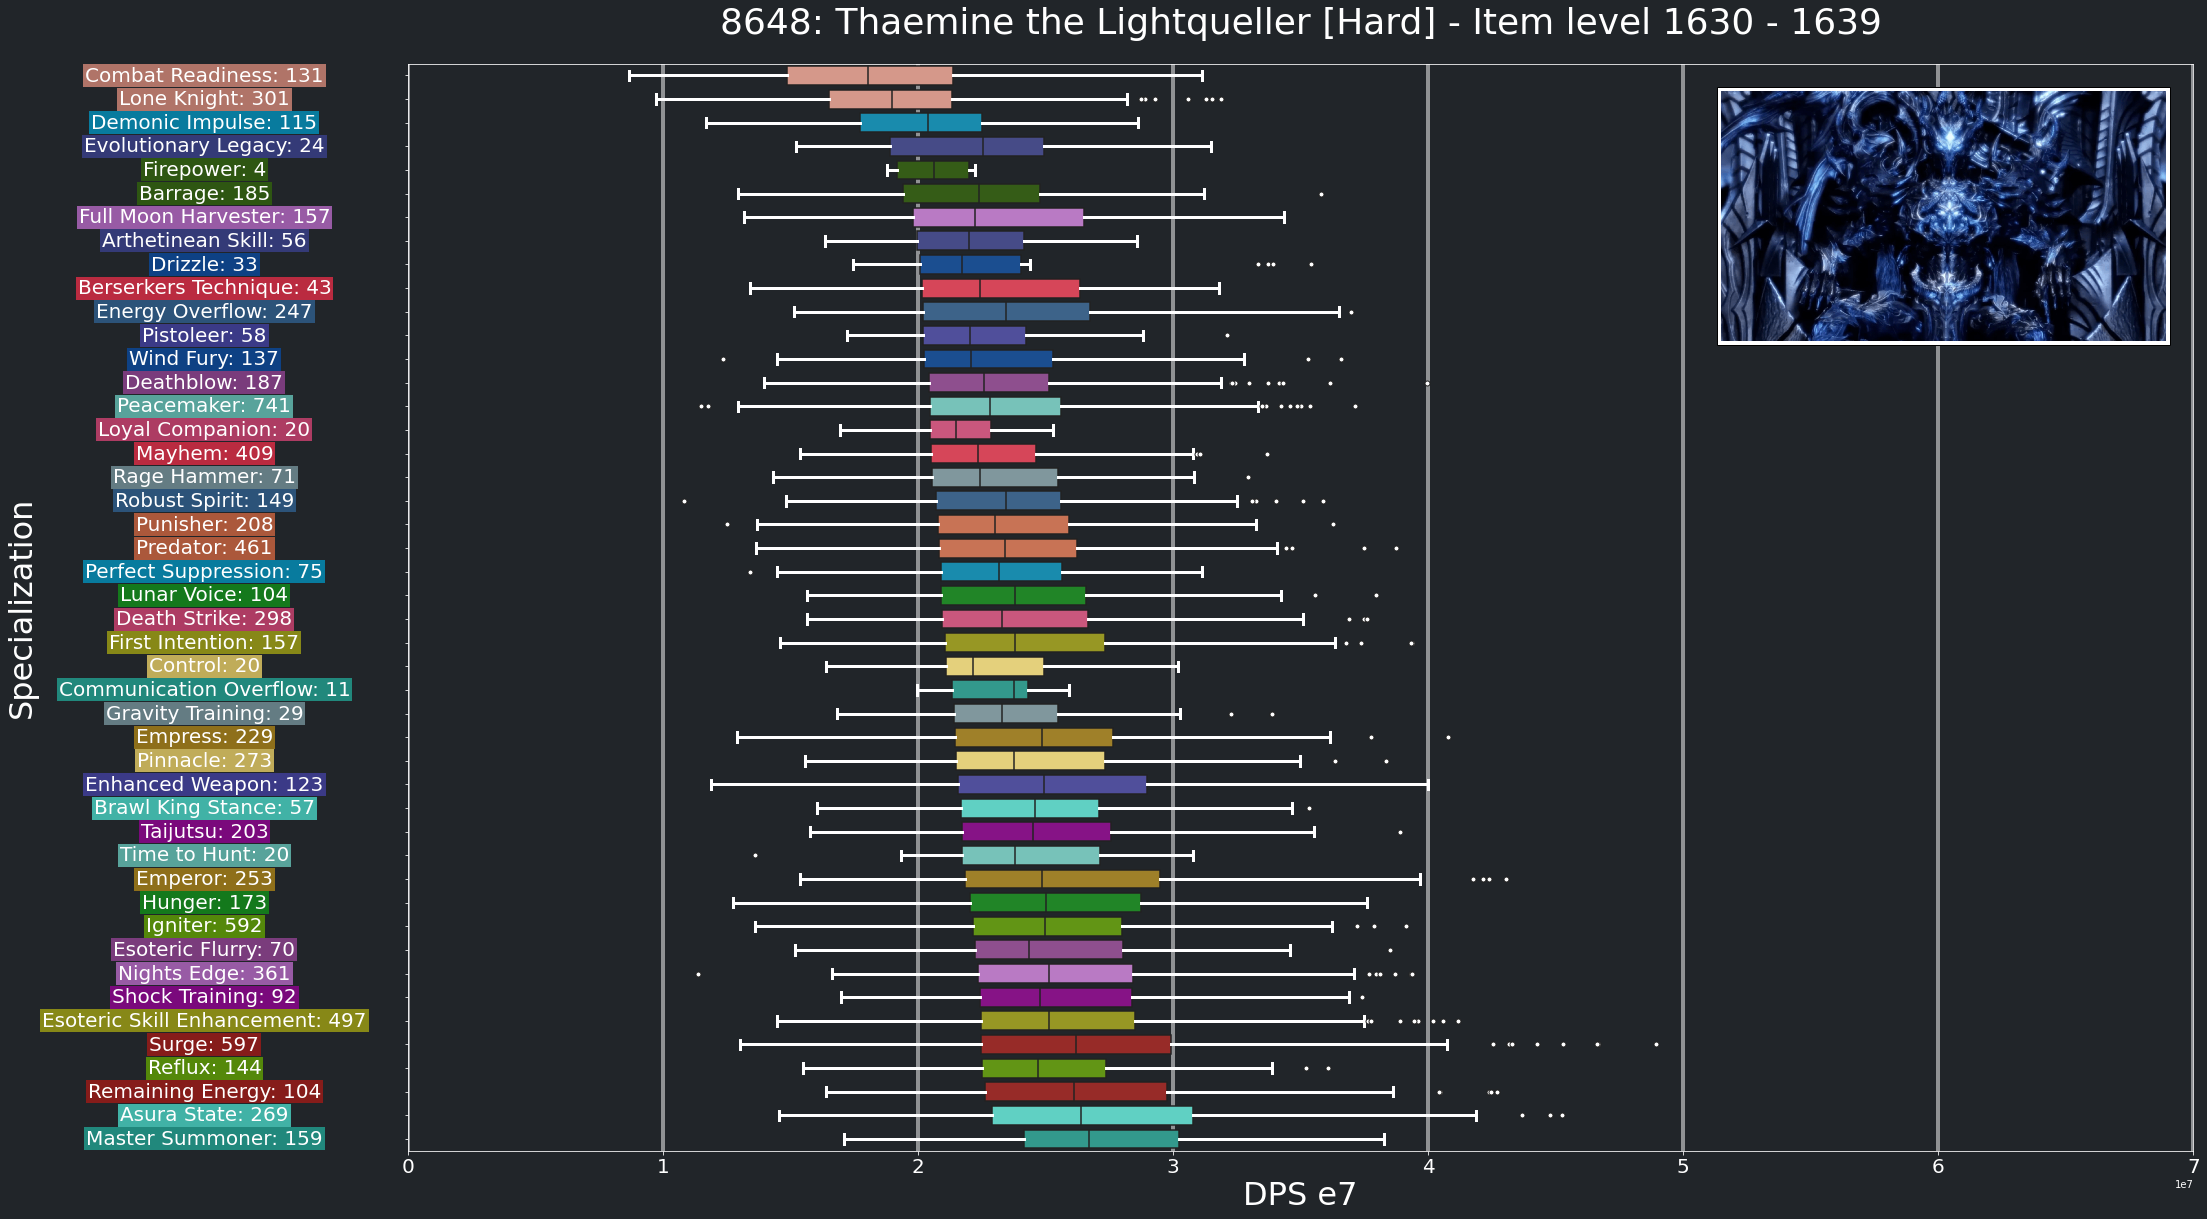 8648: Thaemine the Lightqueller [Hard] - Item level 1630 - 1639
Combat Readiness: 131
Lone Knight: 301
Demonic Impulse: 115
Evolutionary Legacy: 24
Firepower: 4
Barrage: 185
Full Moon Harvester: 157
Arthetinean Skill: 56
Drizzle: 33
Berserkers Technique: 43
Energy Overflow: 247
Pistoleer: 58
Wind Fury: 137
Deathblow: 187
Peacemaker: 741
Loyal Companion: 20
Mayhem: 409
Rage Hammer: 71
Robust Spirit: 149
Punisher: 208
Predator: 461
Perfect Suppression: 75
Lunar Voice: 104
Death Strike: 298
First Intention: 157
Control: 20
Communication Overflow: 11
Gravity Training: 29
Empress: 229
Pinnacle: 273
Enhanced Weapon: 123
Brawl King Stance: 57
Taijutsu: 203
Time to Hunt: 20
Emperor: 253
Hunger: 173
Igniter: 592
Esoteric Flurry: 70
Nights Edge: 361
Shock Training: 92
Esoteric Skill Enhancement: 497
Surge: 597
Reflux: 144
Remaining Energy: 104
Asura State: 269
Master Summoner: 159
Specialization
0 1 2 3 4 5 6 7
1e7
DPS e7